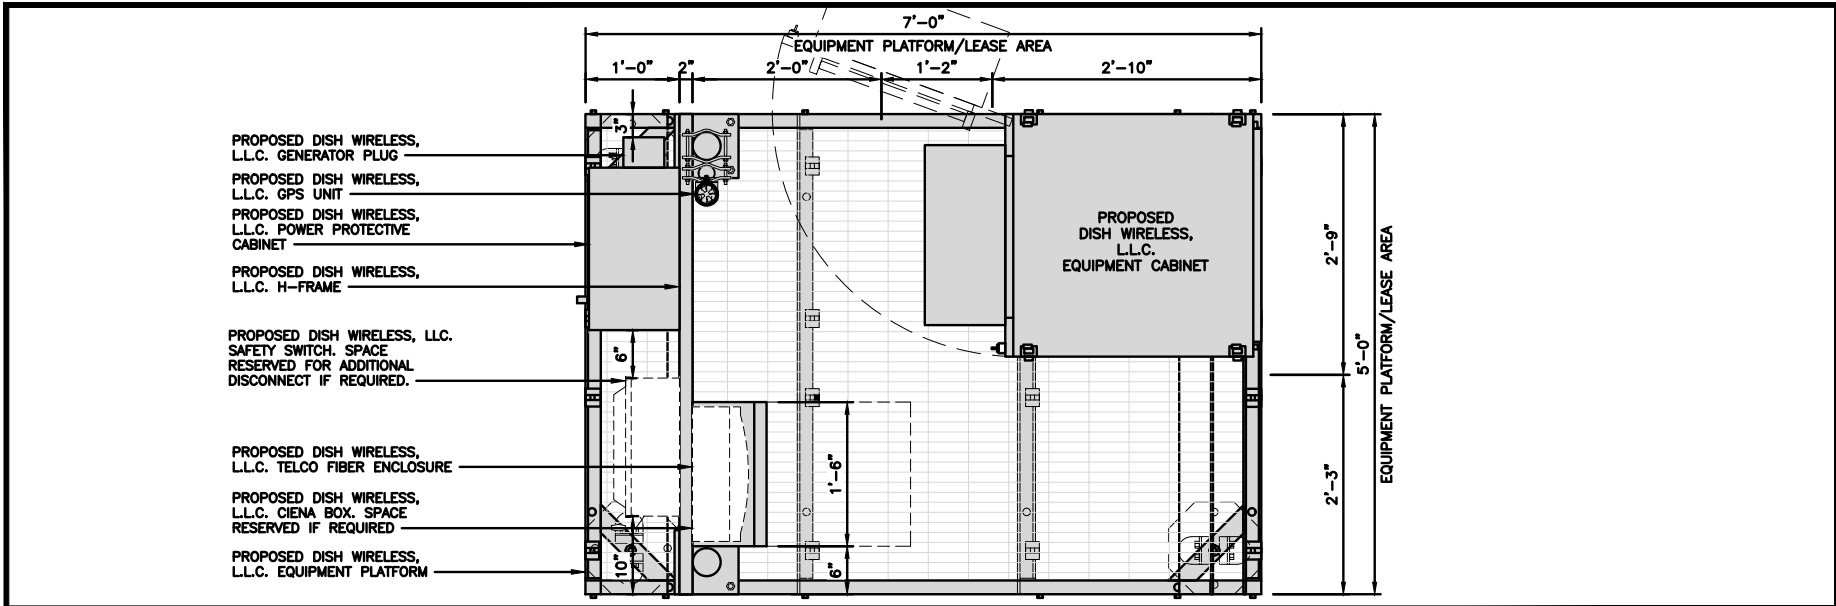 7'-0"
EQUIPMENT PLATFORM/LEASE AREA
1'-0"
2"
2'-0"
1'-2"
2'-10"
3"
PROPOSED DISH WIRELESS,
L.L.C. GENERATOR PLUG
PROPOSED DISH WIRELESS,
L.L.C. GPS UNIT
PROPOSED DISH WIRELESS,
L.L.C. POWER PROTECTIVE
CABINET
PROPOSED DISH WIRELESS,
L.L.C. H-FRAME
PROPOSED DISH WIRELESS, LLC.
SAFETY SWITCH. SPACE
RESERVED FOR ADDITIONAL
DISCONNECT IF REQUIRED.
PROPOSED DISH WIRELESS,
L.L.C. TELCO FIBER ENCLOSURE
PROPOSED DISH WIRELESS,
L.L.C. CIENA BOX. SPACE
RESERVED IF REQUIRED
PROPOSED DISH WIRELESS,
L.L.C. EQUIPMENT PLATFORM
6"
10"
1'-6"
6"
PROPOSED
DISH WIRELESS,
L.L.C.
EQUIPMENT CABINET
2'-9"
2'-3"
5'-0"
EQUIPMENT PLATFORM/LEASE AREA